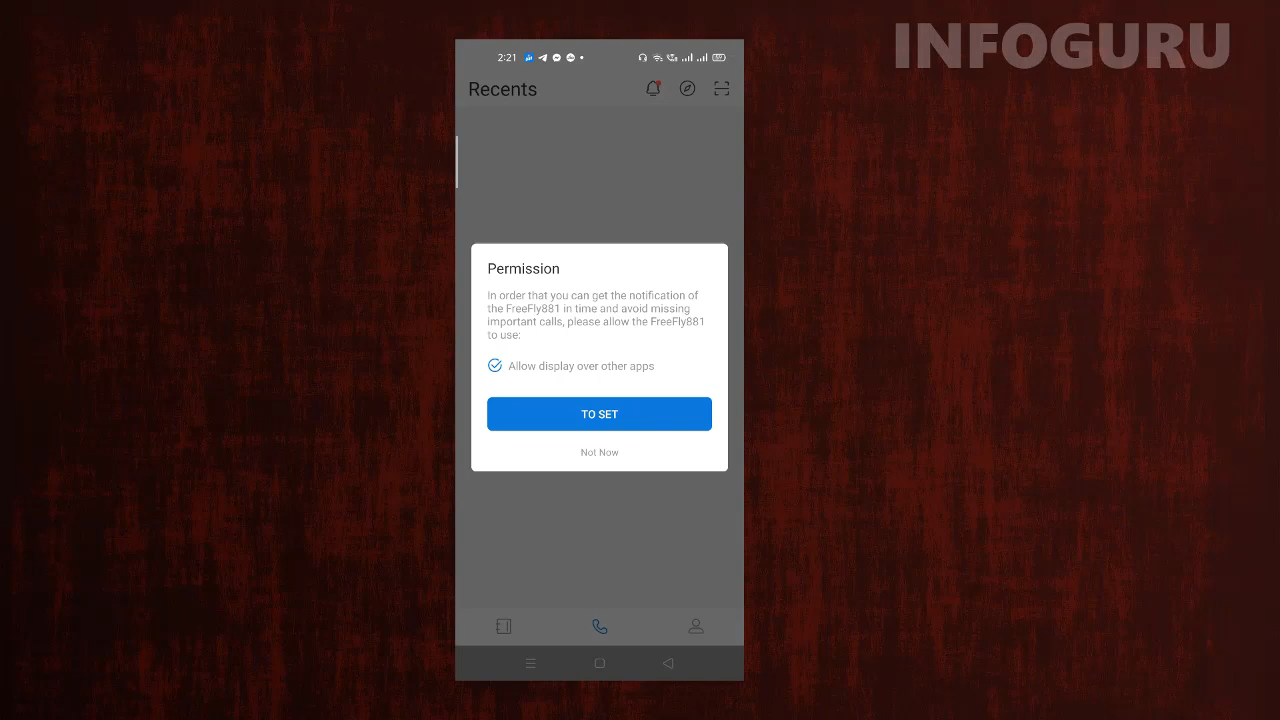 INFOGURU
2:21
Recents
Permission
In order that you can get the notification of
the FreeFly881 in time and avoid missing
important calls, please allow the FreeFly881
to use:
Allow display over other apps
TO SET
Not Now